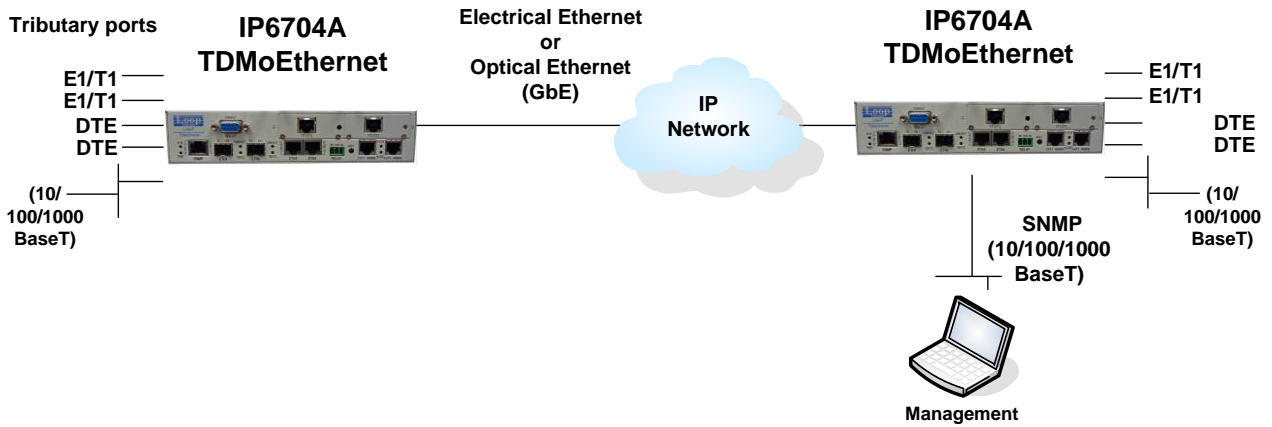 Tributary ports
IP6704A
TDMoEthernet
E1/T1
E1/T1
DTE
DTE
(10/
100/1000
BaseT)
Loop
Electrical Ethernet
or
Optical Ethernet
(GbE)
IP
Network
IP6704A
TDMoEthernet
Loop
E1/T1
E1/T1
DTE
DTE
(10/
100/1000
BaseT)
SNMP
(10/100/1000
BaseT)
Management